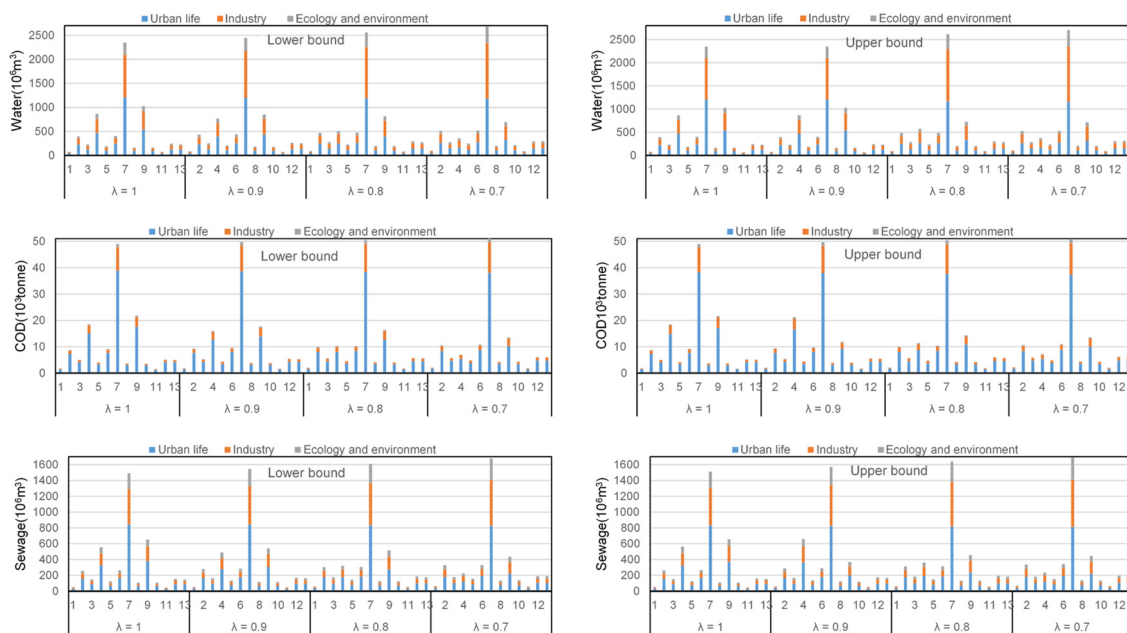 Urban life Industry Ecology and environment
Lower bound
Water(10⁶m³)
2500
2000
1500
1000
500
0
1 3 5 7 9 11 13 2 4 6 8 10 12 1 3 5 7 9 11 13 2 4 6 8 10 12
λ = 1 λ = 0.9 λ = 0.8 λ = 0.7
Urban life Industry Ecology and environment
Upper bound
Water(10⁶m³)
2500
2000
1500
1000
500
0
1 3 5 7 9 11 13 2 4 6 8 10 12 1 3 5 7 9 11 13 2 4 6 8 10 12
λ = 1 λ = 0.9 λ = 0.8 λ = 0.7
Urban life Industry Ecology and environment
Lower bound
COD(10³tonne)
50
40
30
20
10
0
1 3 5 7 9 11 13 2 4 6 8 10 12 1 3 5 7 9 11 13 2 4 6 8 10 12
λ = 1 λ = 0.9 λ = 0.8 λ = 0.7
Urban life Industry Ecology and environment
Upper bound
COD10³tonne)
50
40
30
20
10
0
1 3 5 7 9 11 13 2 4 6 8 10 12 1 3 5 7 9 11 13 2 4 6 8 10 12
λ = 1 λ = 0.9 λ = 0.8 λ = 0.7
Urban life Industry Ecology and environment
Lower bound
Sewage(10⁶m³)
1600
1400
1200
1000
800
600
400
200
0
1 3 5 7 9 11 13 2 4 6 8 10 12 1 3 5 7 9 11 13 2 4 6 8 10 12
λ = 1 λ = 0.9 λ = 0.8 λ = 0.7
Urban life Industry Ecology and environment
Upper bound
Sewage(10⁶m³)
1600
1400
1200
1000
800
600
400
200
0
1 3 5 7 9 11 13 2 4 6 8 10 12 1 3 5 7 9 11 13 2 4 6 8 10 12
λ = 1 λ = 0.9 λ = 0.8 λ = 0.7